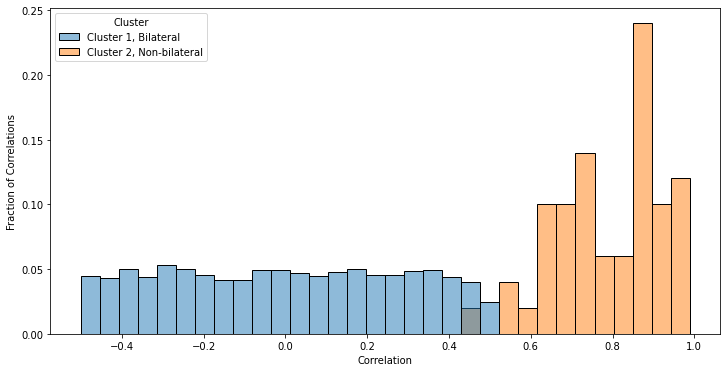 Cluster
Cluster 1, Bilateral
Cluster 2, Non-bilateral
Fraction of Correlations
0.25
0.20
0.15
0.10
0.05
0.00
−0.4
−0.2
0.0
0.2
0.4
0.6
0.8
1.0
Correlation